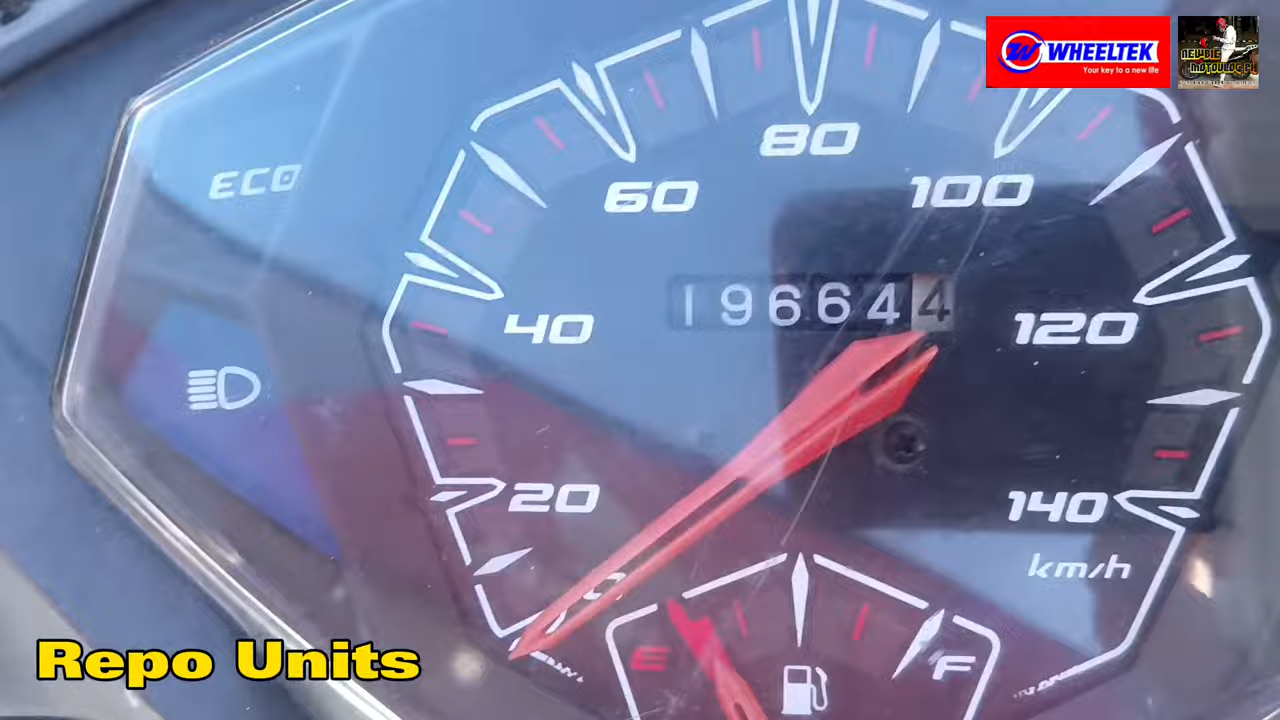 WHEELTEK
Your key to a new life
NEWBIE
MOTOVLOG PH
ECO
60
80
100
196644
40
120
20
140
km/h
E
F
Repo Units